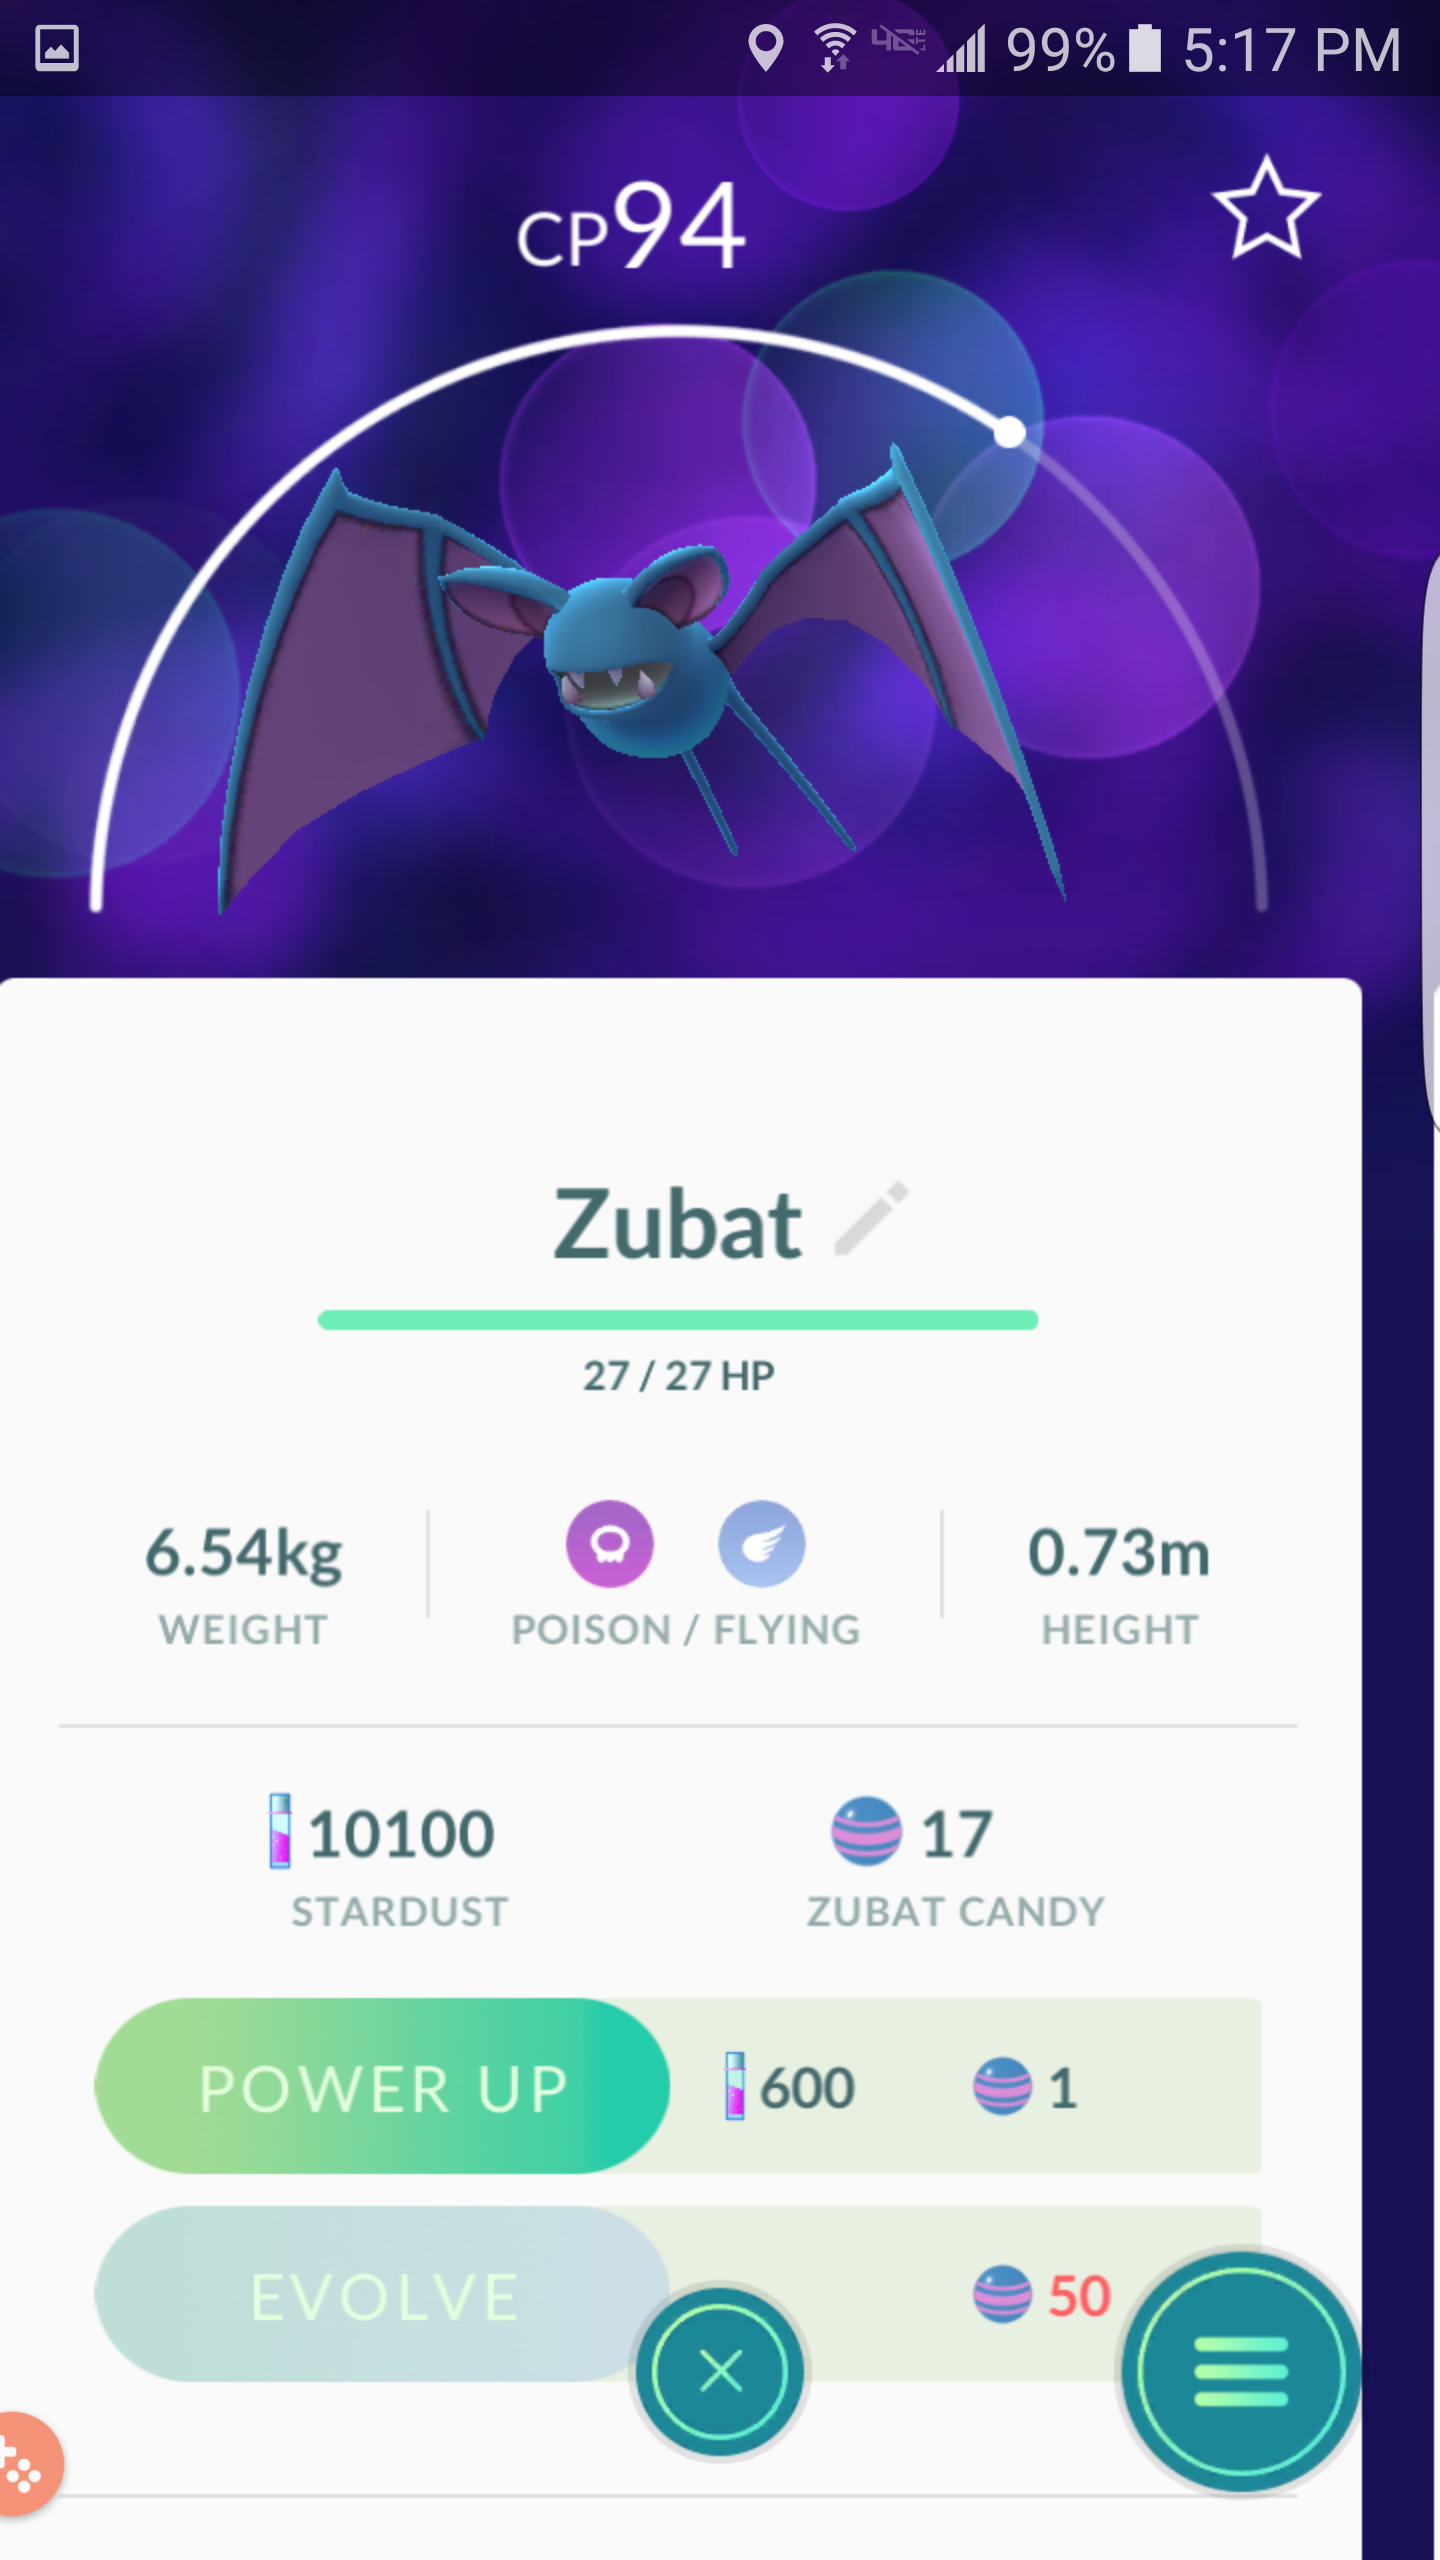 4G LTE 99% 5:17 PM
CP94
Zubat
27 / 27 HP
6.54kg
WEIGHT
POISON / FLYING
0.73m
HEIGHT
10100
STARDUST
17
ZUBAT CANDY
POWER UP 600 1
EVOLVE 50